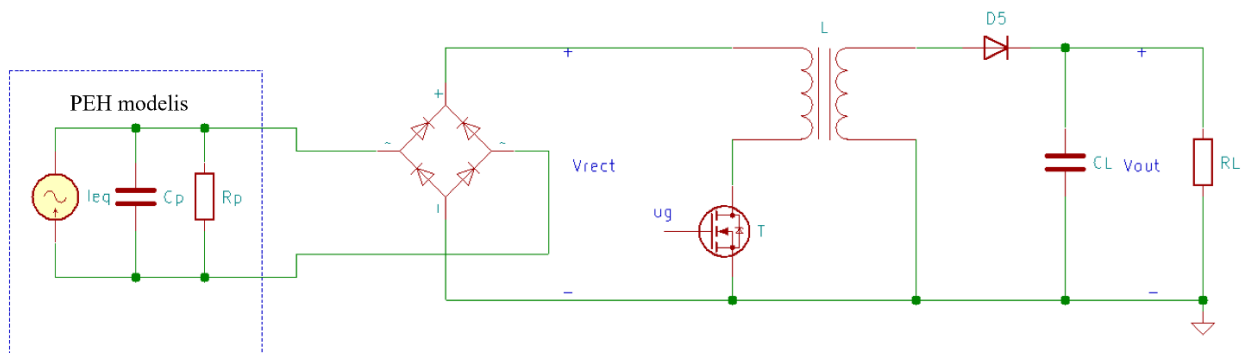 PEH modelis
Ieq
Cp
Rp
+
~
~
-
+
Vrect
-
L
ug
T
D5
+
CL
Vout
RL
-